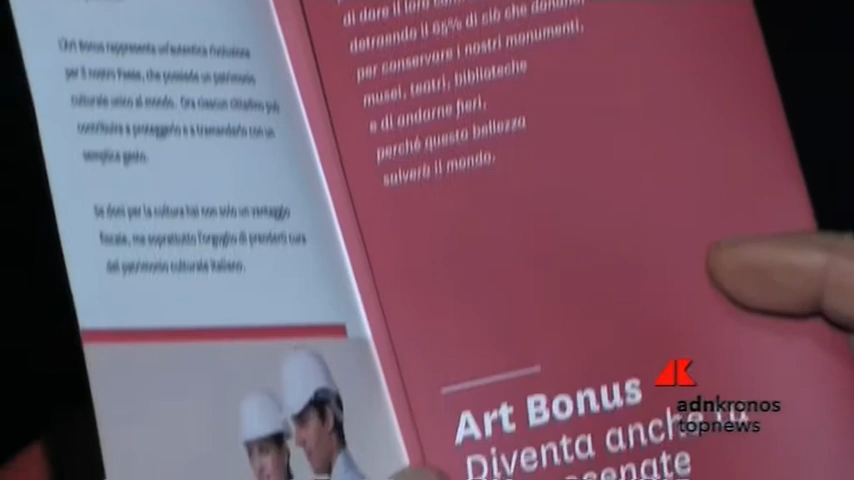 L'Art Bonus rappresenta un'autentica rivoluzione
per il nostro Paese, che possiede un patrimonio
culturale unico al mondo. Ora ciascun cittadino può
contribuire a proteggerlo e a tramandarlo con un
semplice gesto.
Se doni per la cultura hai non solo un vantaggio
fiscale, ma soprattutto l'orgoglio di prenderti cura
del patrimonio culturale italiano.
di dare il loro
detraendo il 65% di ciò che donano,
per conservare i nostri monumenti,
musei, teatri, biblioteche
e di andarne fieri,
perché questa bellezza
salverà il mondo.
Art Bonus
Diventa anche tu
adnkronos
topnews